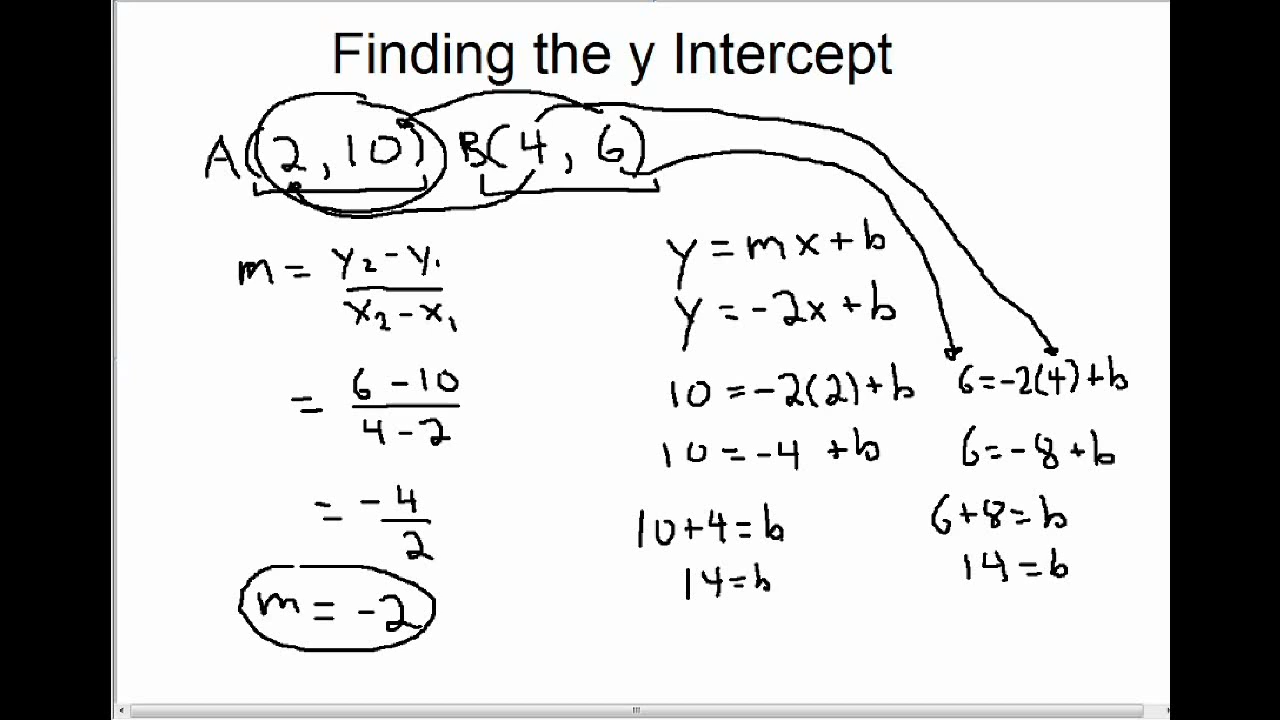 Finding the y Intercept
A(2,10) B(4,6)
m = y₂ - y₁ / x₂ - x₁
= 6 - 10 / 4 - 2
= -4 / 2
m = -2
y = mx + b
y = -2x + b
10 = -2(2) + b
10 = -4 + b
10 + 4 = b
14 = b
6 = -2(4) + b
6 = -8 + b
6 + 8 = b
14 = b